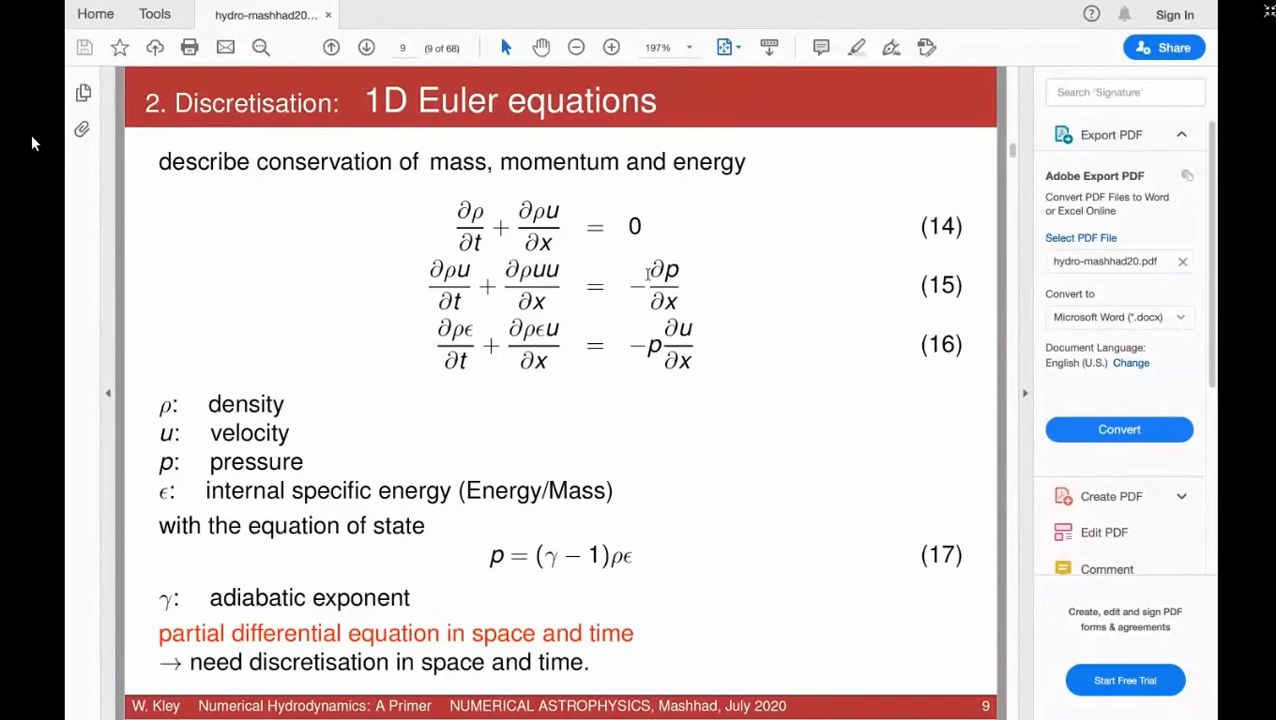 Home Tools hydro-mashhad20... × Sign In
9 (9 of 68) 197% Share
2. Discretisation: 1D Euler equations
describe conservation of mass, momentum and energy
∂ρ/∂t + ∂ρu/∂x = 0 (14)
∂ρu/∂t + ∂ρuu/∂x = −∂p/∂x (15)
∂ρϵ/∂t + ∂ρϵu/∂x = −p ∂u/∂x (16)
ρ: density
u: velocity
p: pressure
ϵ: internal specific energy (Energy/Mass)
with the equation of state
p = (γ − 1)ρϵ (17)
γ: adiabatic exponent
partial differential equation in space and time
→ need discretisation in space and time.
W. Kley Numerical Hydrodynamics: A Primer NUMERICAL ASTROPHYSICS, Mashhad, July 2020 9
Search 'Signature'
Export PDF
Adobe Export PDF
Convert PDF Files to Word
or Excel Online
Select PDF File
hydro-mashhad20.pdf ×
Convert to
Microsoft Word (*.docx)
Document Language:
English (U.S.) Change
Convert
Create PDF
Edit PDF
Comment
Create, edit and sign PDF
forms & agreements
Start Free Trial